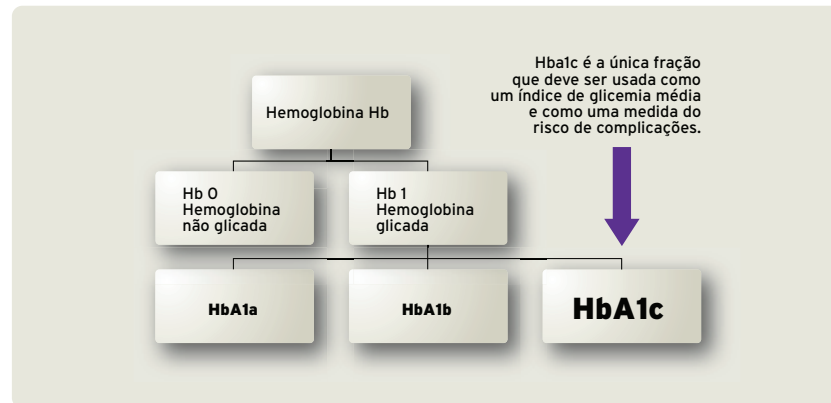 Hba1c é a única fração
que deve ser usada como
um índice de glicemia média
e como uma medida do
risco de complicações.
Hemoglobina Hb
Hb 0
Hemoglobina
não glicada
Hb 1
Hemoglobina
glicada
HbA1a
HbA1b
HbA1c